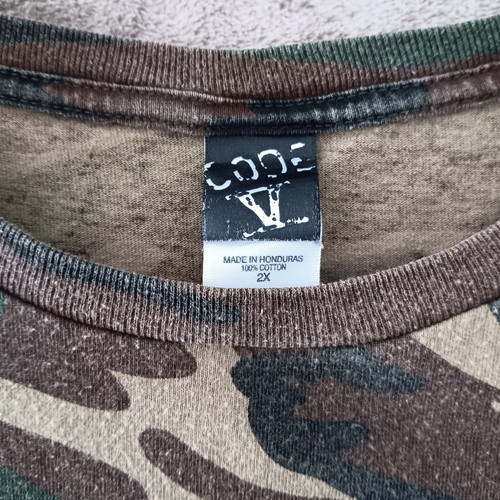 CODE
V
MADE IN HONDURAS
100% COTTON
2X